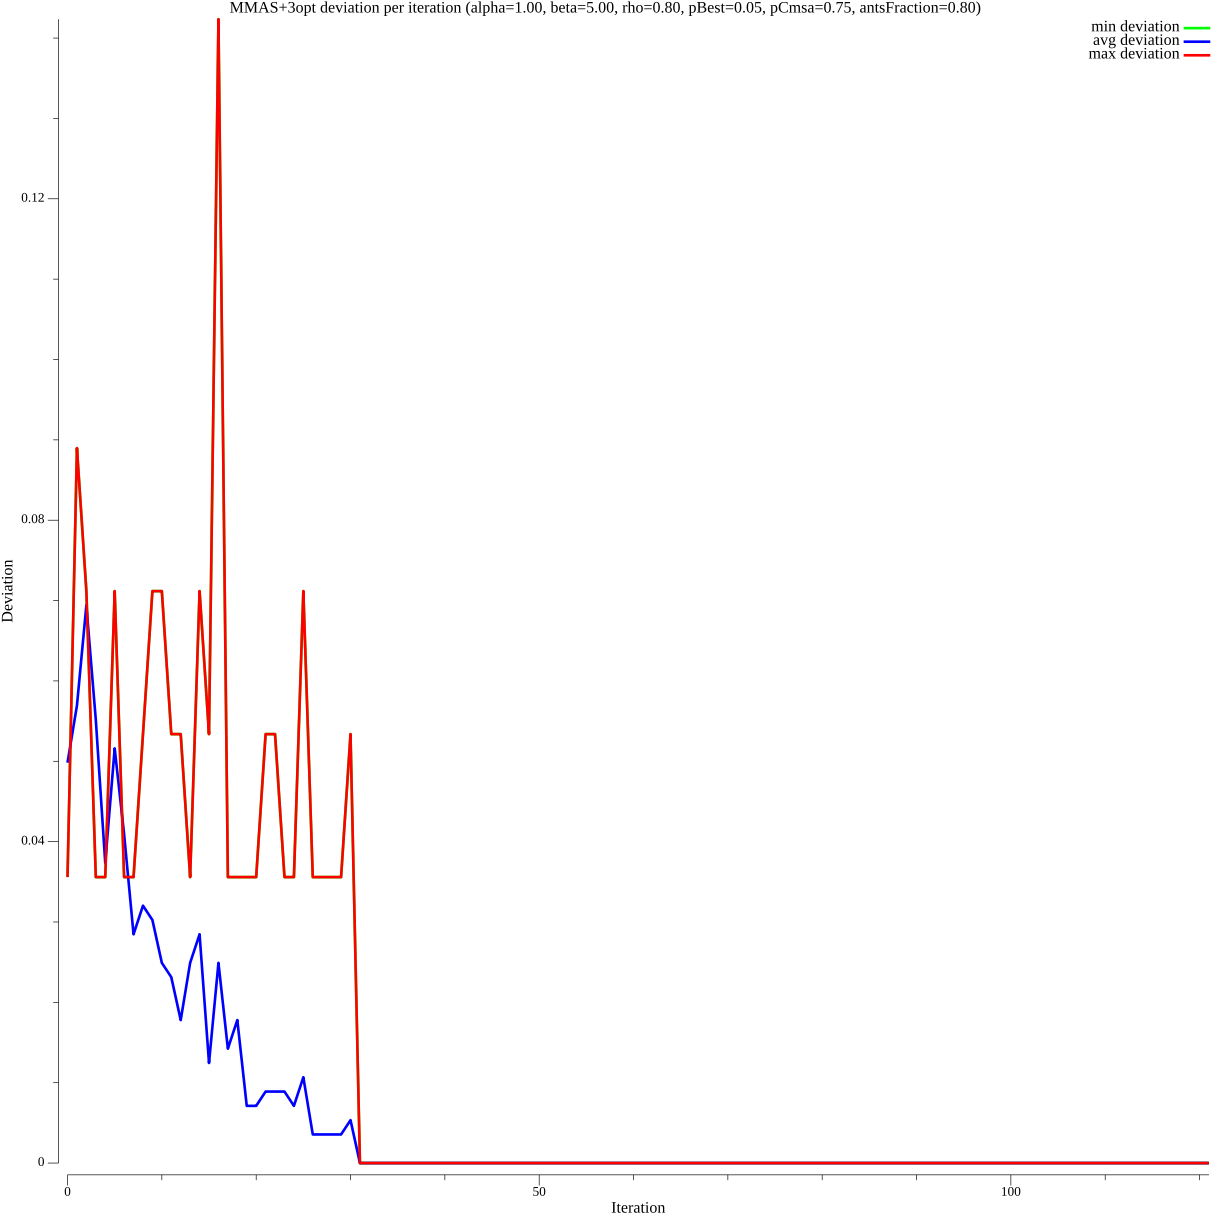 MMAS+3opt deviation per iteration (alpha=1.00, beta=5.00, rho=0.80, pBest=0.05, pCmsa=0.75, antsFraction=0.80)
min deviation
avg deviation
max deviation
0.12
0.08
0.04
0
Deviation
0
50
100
Iteration